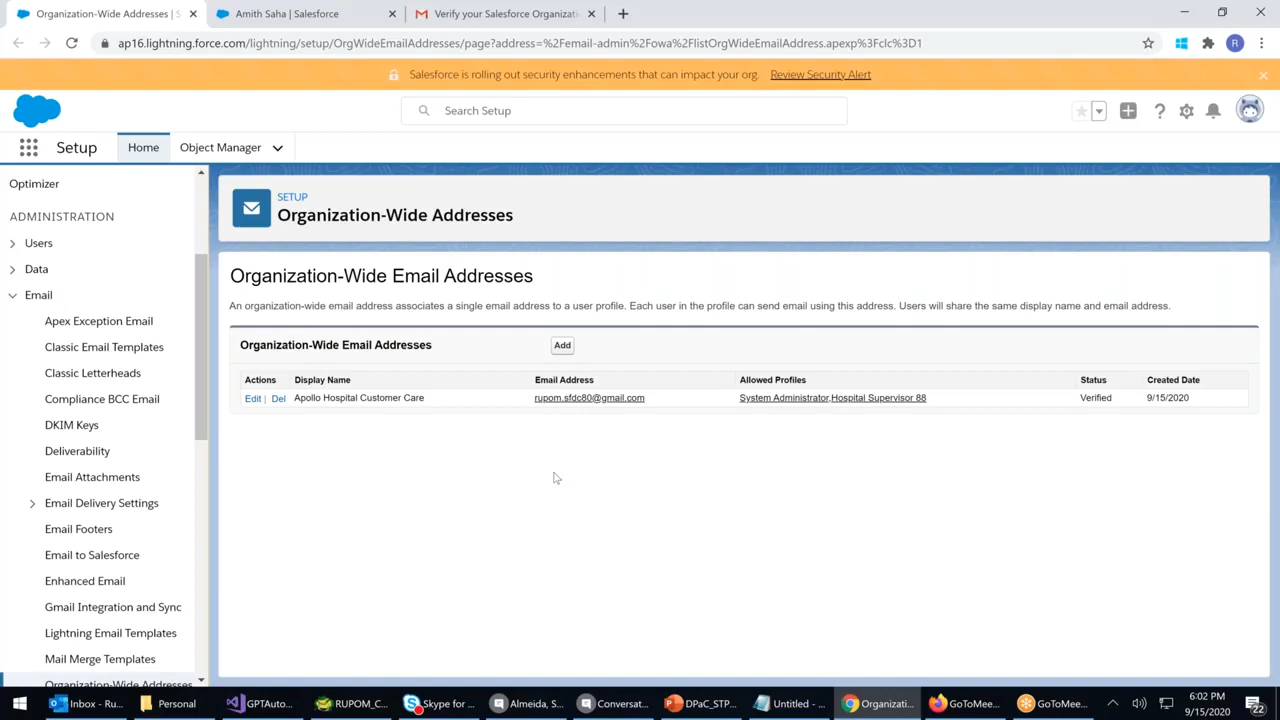 Organization-Wide Addresses | S
Amith Saha | Salesforce
Verify your Salesforce Organizati
ap16.lightning.force.com/lightning/setup/OrgWideEmailAddresses/page?address=%2Femail-admin%2Fowa%2FlistOrgWideEmailAddress.apexp%3Fclc%3D1
R
Salesforce is rolling out security enhancements that can impact your org. Review Security Alert
Search Setup
Setup
Home
Object Manager
Optimizer
ADMINISTRATION
Users
Data
Email
Apex Exception Email
Classic Email Templates
Classic Letterheads
Compliance BCC Email
DKIM Keys
Deliverability
Email Attachments
Email Delivery Settings
Email Footers
Email to Salesforce
Enhanced Email
Gmail Integration and Sync
Lightning Email Templates
Mail Merge Templates
Organization-Wide Addresses
SETUP
Organization-Wide Addresses
Organization-Wide Email Addresses
An organization-wide email address associates a single email address to a user profile. Each user in the profile can send email using this address. Users will share the same display name and email address.
Organization-Wide Email Addresses Add
Actions Display Name Email Address Allowed Profiles Status Created Date
Edit | Del Apollo Hospital Customer Care rupom.sfdc80@gmail.com System Administrator,Hospital Supervisor 88 Verified 9/15/2020
Inbox - Ru...
Personal
GPTAuto...
RUPOM_C...
Skype for ...
Almeida, S...
Conversat...
DPaC_STP...
Untitled - ...
Organizati...
GoToMee...
GoToMee...
6:02 PM
9/15/2020
22